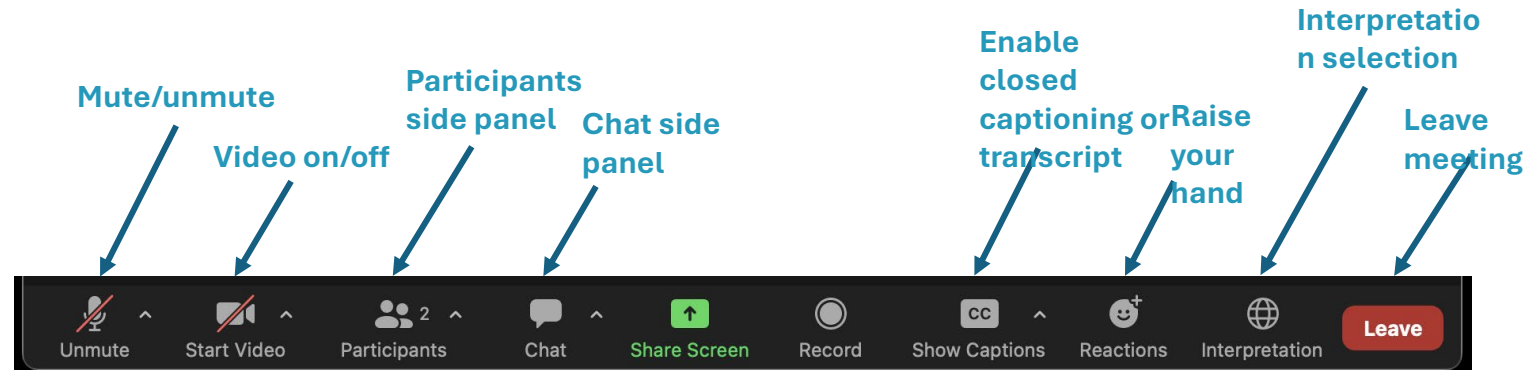 Mute/unmute
Video on/off
Participants
side panel
Chat side
panel
Enable
closed
captioning or
transcript
Raise
your
hand
Interpretatio
n selection
Leave
meeting
Unmute
Start Video
2
Participants
Chat
Share Screen
Record
CC
Show Captions
Reactions
Interpretation
Leave